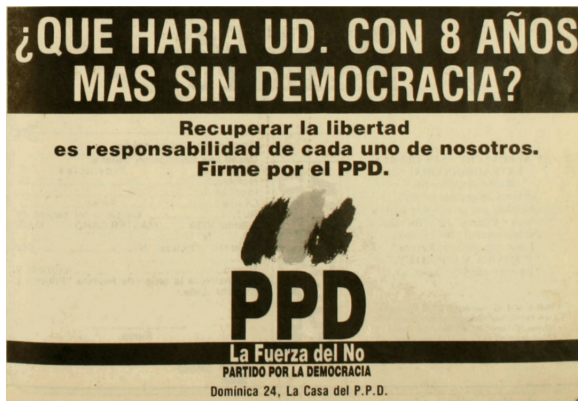 ¿QUE HARIA UD. CON 8 AÑOS
MAS SIN DEMOCRACIA?
Recuperar la libertad
es responsabilidad de cada uno de nosotros.
Firme por el PPD.
PPD
La Fuerza del No
PARTIDO POR LA DEMOCRACIA
Dominica 24, La Casa del P.P.D.